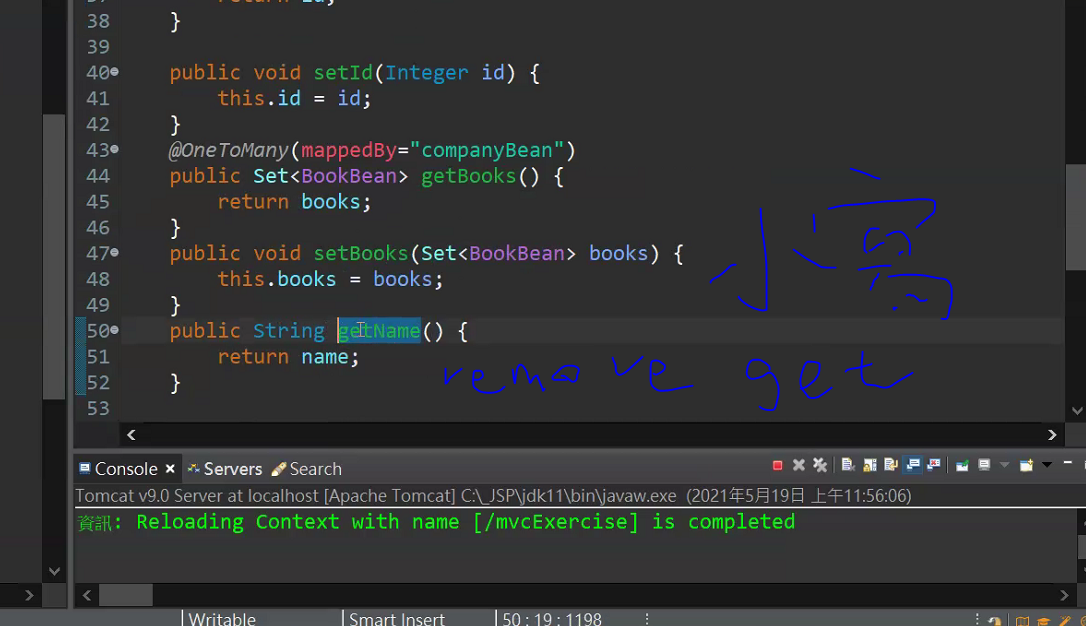 38 }
39
40 public void setId(Integer id) {
41 this.id = id;
42 }
43 @OneToMany(mappedBy="companyBean")
44 public Set<BookBean> getBooks() {
45 return books;
46 }
47 public void setBooks(Set<BookBean> books) {
48 this.books = books;
49 }
50 public String getName() {
51 return name;
52 }
53
小寫
remove get
Console Servers Search
Tomcat v9.0 Server at localhost [Apache Tomcat] C:\_JSP\jdk11\bin\javaw.exe (2021年5月19日 上午11:56:06)
資訊: Reloading Context with name [/mvcExercise] is completed
Writable Smart Insert 50 : 19 : 1198